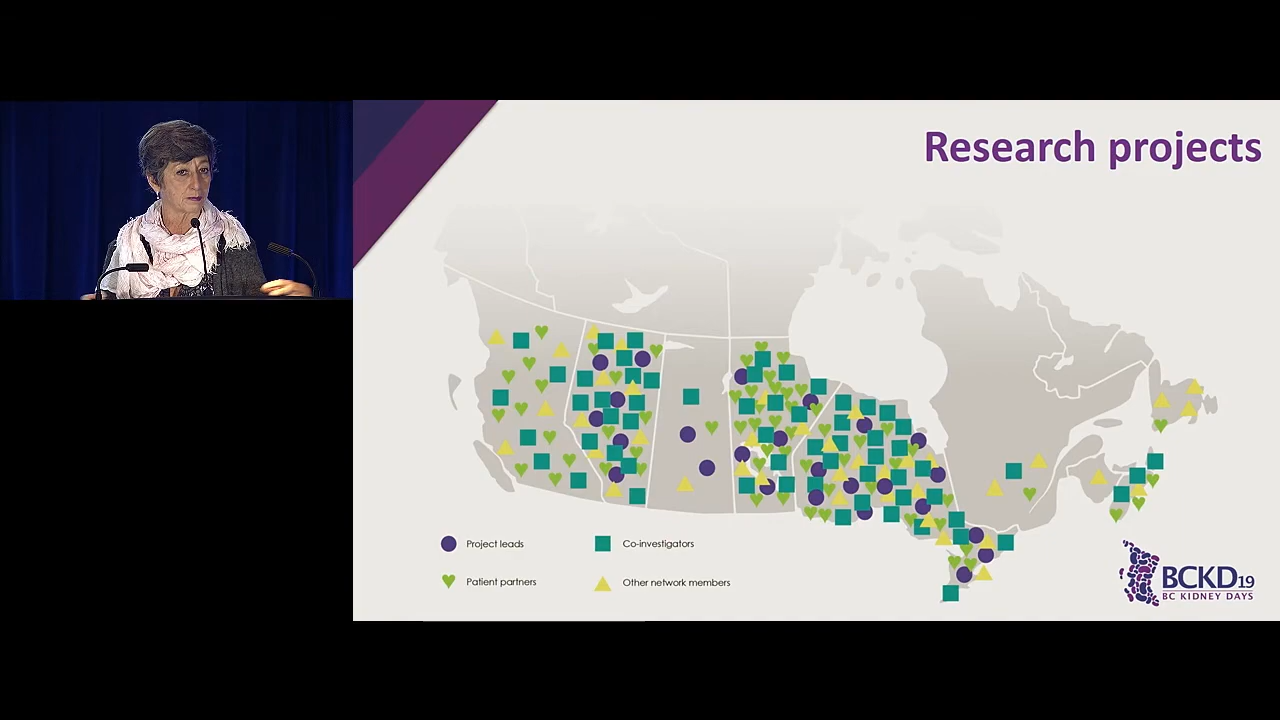 Research projects
Project leads
Co-investigators
Patient partners
Other network members
BCKD19
BC KIDNEY DAYS